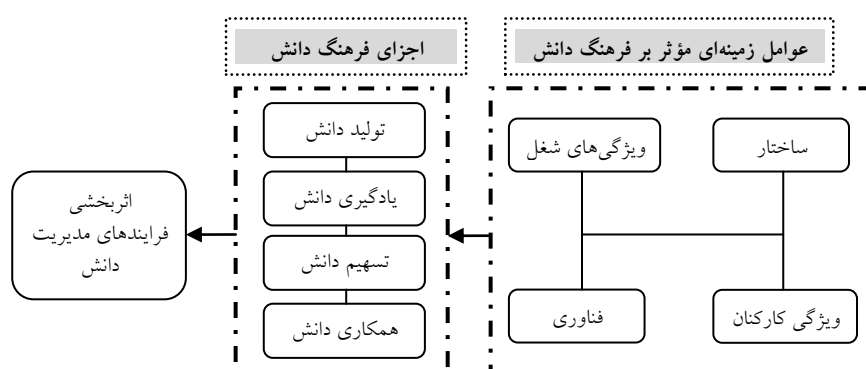 عوامل زمینه‌ای مؤثر بر فرهنگ دانش
اجزای فرهنگ دانش
ساختار
ویژگی‌های شغل
ویژگی کارکنان
فناوری
تولید دانش
یادگیری دانش
تسهیم دانش
همکاری دانش
اثربخشی
فرایندهای مدیریت
دانش